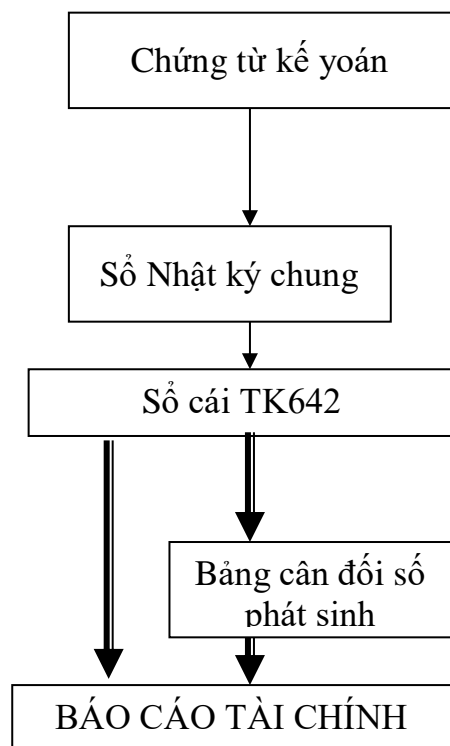 Chứng từ kế yoán
Sổ Nhật ký chung
Sổ cái TK642
Bảng cân đối số
phát sinh
BÁO CÁO TÀI CHÍNH